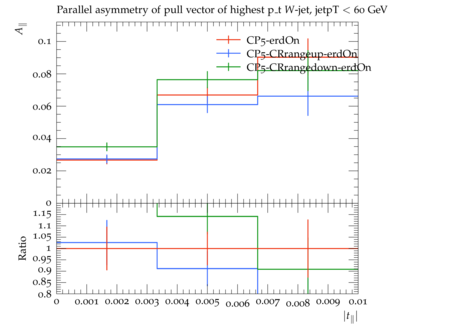 Parallel asymmetry of pull vector of highest p_t W-jet, jetpT < 60 GeV
A∥
CP5-erdOn
CP5-CRrangeup-erdOn
CP5-CRrangedown-erdOn
0.1
0.08
0.06
0.04
0.02
0
Ratio
1.15
1.1
1.05
1
0.95
0.9
0.85
0.8
0 0.001 0.002 0.003 0.004 0.005 0.006 0.007 0.008 0.009 0.01
|t∥|